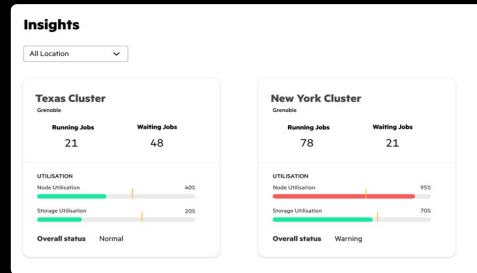 Insights
All Location
Texas Cluster
Grenoble
Running Jobs
Waiting Jobs
21
48
UTILISATION
Node Utilisation
40%
Storage Utilisation
20%
Overall status
Normal
New York Cluster
Grenoble
Running Jobs
Waiting Jobs
78
21
UTILISATION
Node Utilisation
95%
Storage Utilisation
70%
Overall status
Warning